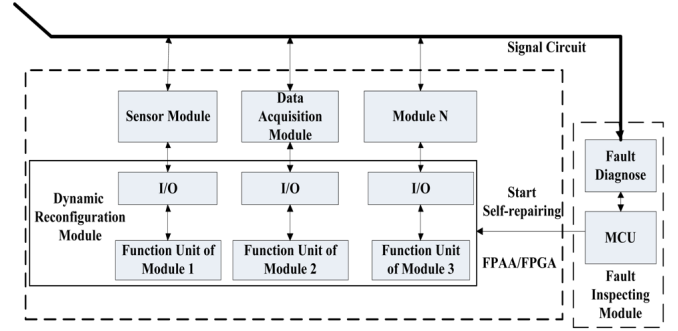 Signal Circuit
Sensor Module
Data
Acquisition
Module
Module N
Fault
Diagnose
I/O
I/O
I/O
Dynamic
Reconfiguration
Module
Start
Self-repairing
MCU
Function Unit of
Module 1
Function Unit of
Module 2
Function Unit
of Module 3
FPAA/FPGA
Fault
Inspecting
Module